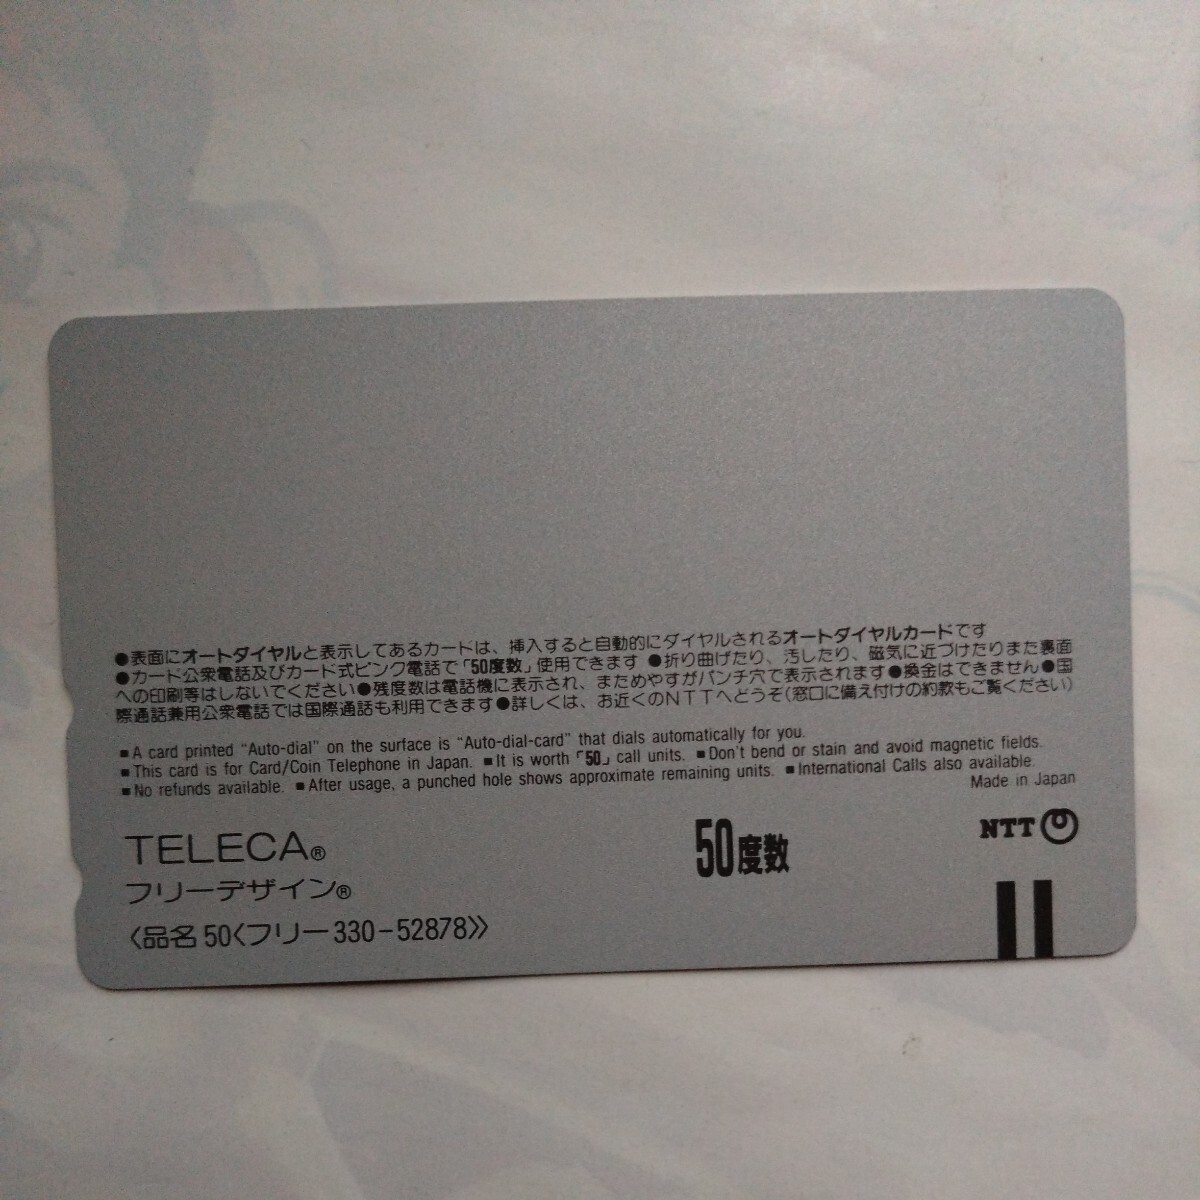 ●表面にオートダイヤルと表示してあるカードは、挿入すると自動的にダイヤルされるオートダイヤルカードです
●カード公衆電話及びカード式ピンク電話で「50度数」使用できます ●折り曲げたり、汚したり、磁気に近づけたりまた裏面
への印刷等はしないでください●残度数は電話機に表示され、まためやすがパンチ穴で表示されます●換金はできません●国
際通話兼用公衆電話では国際通話も利用できます●詳しくは、お近くのNTTへどうぞ(窓口に備え付けの約款もご覧ください)
■A card printed “Auto-dial” on the surface is “Auto-dial-card” that dials automatically for you.
■This card is for Card/Coin Telephone in Japan. ■It is worth「50」call units. ■Don't bend or stain and avoid magnetic fields.
■No refunds available. ■After usage, a punched hole shows approximate remaining units. ■International Calls also available.
Made in Japan
TELECA®
フリーデザイン®
〈品名 50〈フリー330-52878〉〉
50度数
NTT